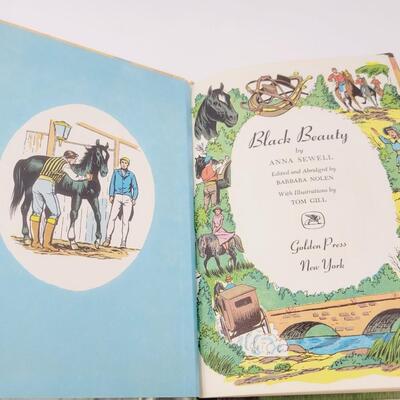 Black Beauty
by
ANNA SEWELL
Edited and Abridged by
BARBARA NOLEN
With Illustrations by
TOM GILL
Golden Press
New York